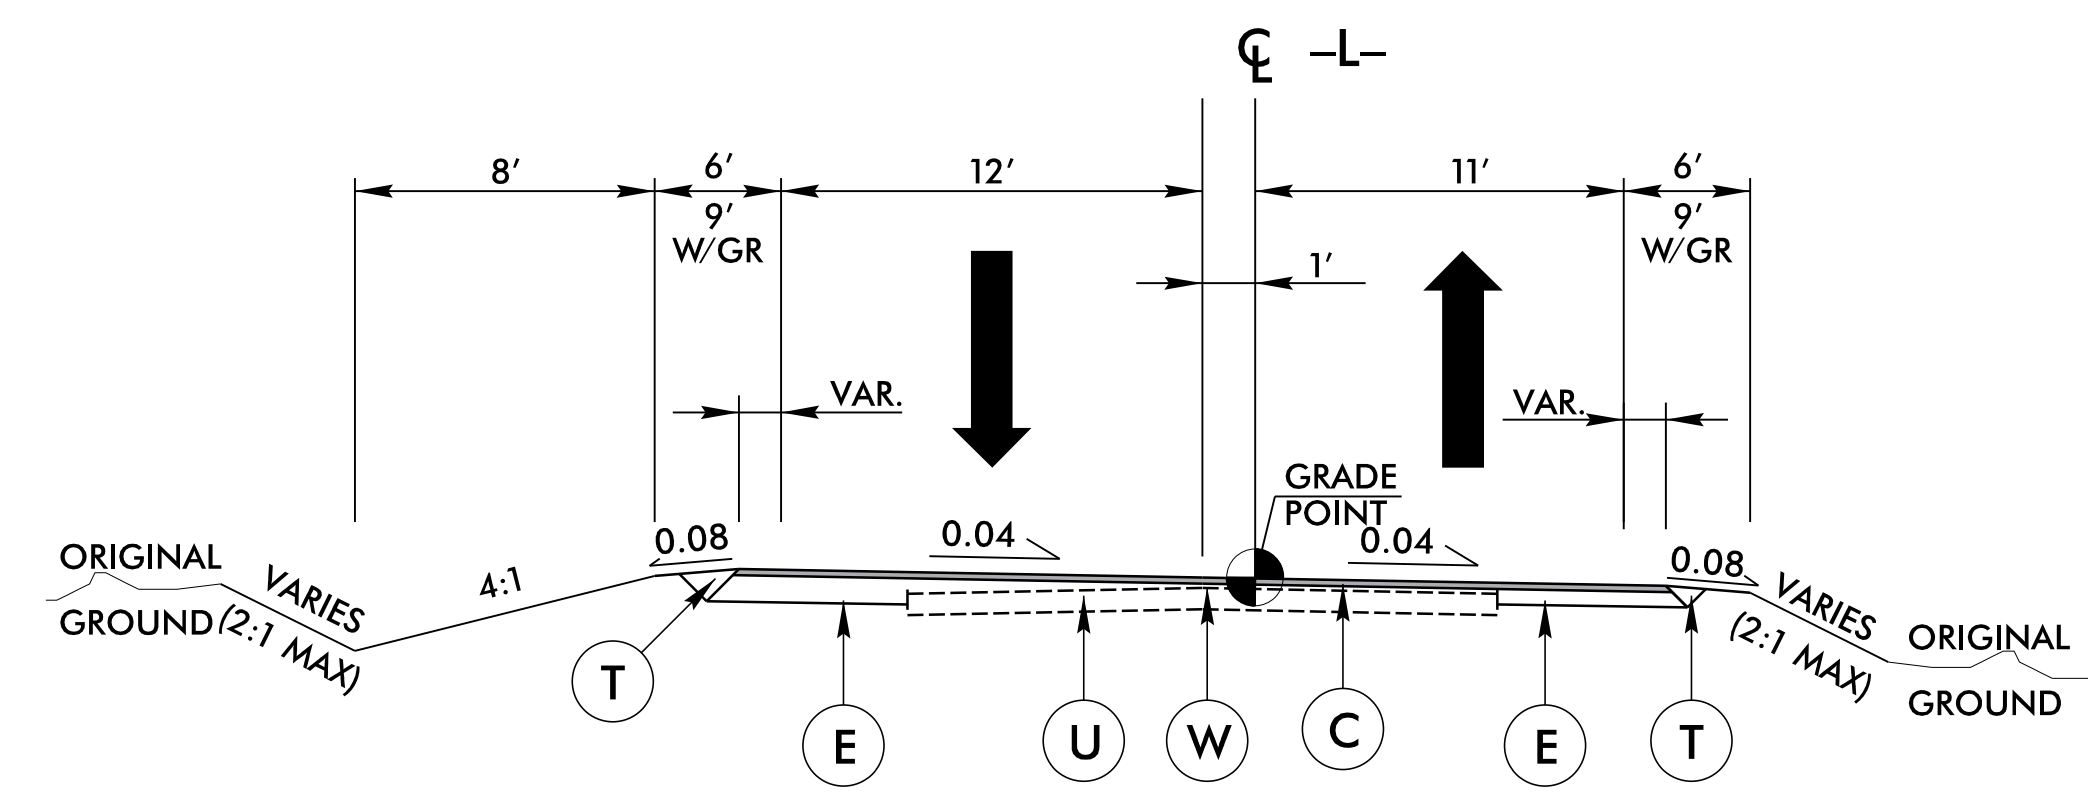 ℄ –L–
8'
6'
12'
11'
6'
9'
W/GR
9'
W/GR
1'
VAR.
VAR.
GRADE
POINT
0.08
0.04
0.04
0.08
ORIGINAL
GROUND
VARIES
(2:1 MAX)
4:1
VARIES
(2:1 MAX)
ORIGINAL
GROUND
T
E
U
W
C
E
T